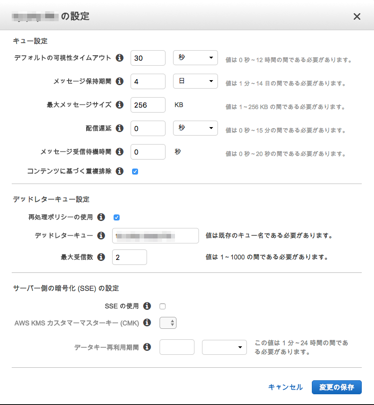 の設定
キュー設定
デフォルトの可視性タイムアウト 30 秒 値は 0 秒~12 時間の間である必要があります。
メッセージ保持期間 4 日 値は 1 分~14 日の間である必要があります。
最大メッセージサイズ 256 KB 値は 1~256 KB の間である必要があります。
配信遅延 0 秒 値は 0 秒~15 分の間である必要があります。
メッセージ受信待機時間 0 秒 値は 0 秒~20 秒の間である必要があります。
コンテンツに基づく重複排除
デッドレターキュー設定
再処理ポリシーの使用
デッドレターキュー 値は既存のキュー名である必要があります。
最大受信数 2 値は 1~1000 の間である必要があります。
サーバー側の暗号化 (SSE) の設定
SSE の使用
AWS KMS カスタマーマスターキー (CMK)
データキー再利用期間 この値は 1 分~24 時間の間であ
る必要があります。
キャンセル 変更の保存